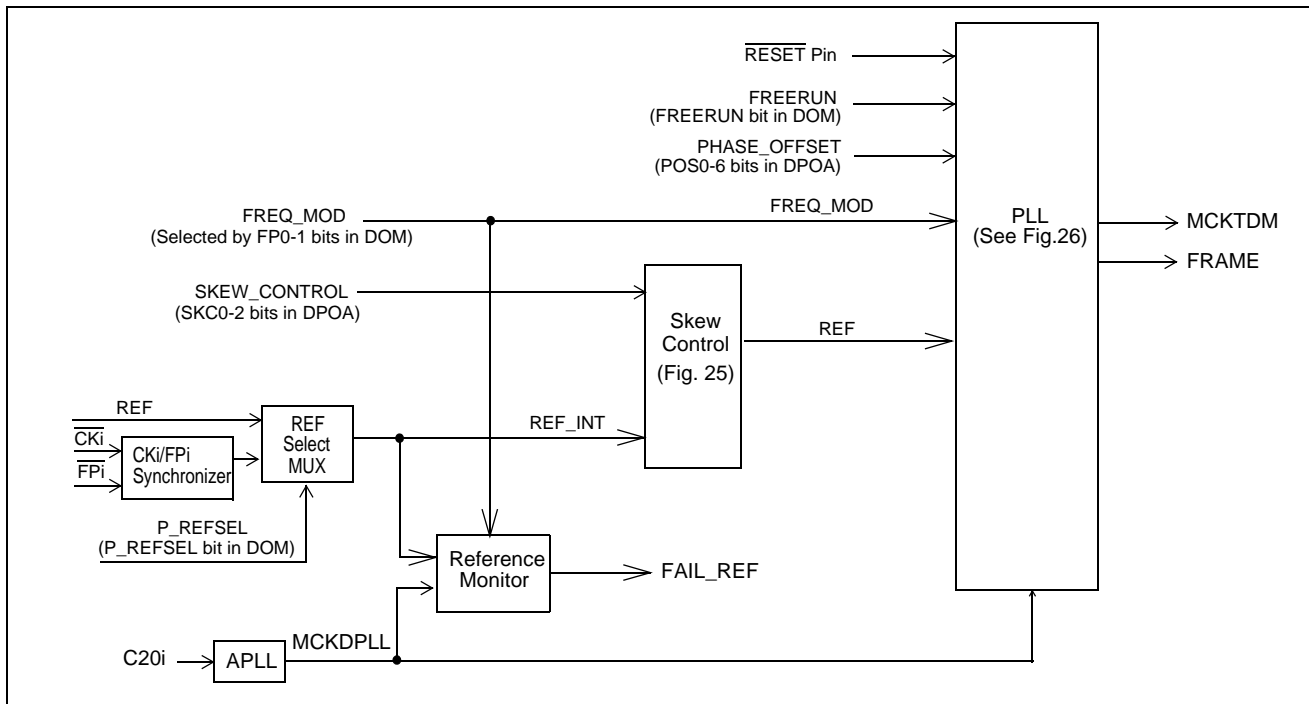 RESET Pin
FREERUN
(FREERUN bit in DOM)
PHASE_OFFSET
(POS0-6 bits in DPOA)
FREQ_MOD
(Selected by FP0-1 bits in DOM)
FREQ_MOD
PLL
(See Fig.26)
MCKTDM
FRAME
SKEW_CONTROL
(SKC0-2 bits in DPOA)
Skew
Control
(Fig. 25)
REF
REF
CKi
FPi
CKi/FPi
Synchronizer
REF
Select
MUX
REF_INT
P_REFSEL
(P_REFSEL bit in DOM)
Reference
Monitor
FAIL_REF
C20i
APLL
MCKDPLL